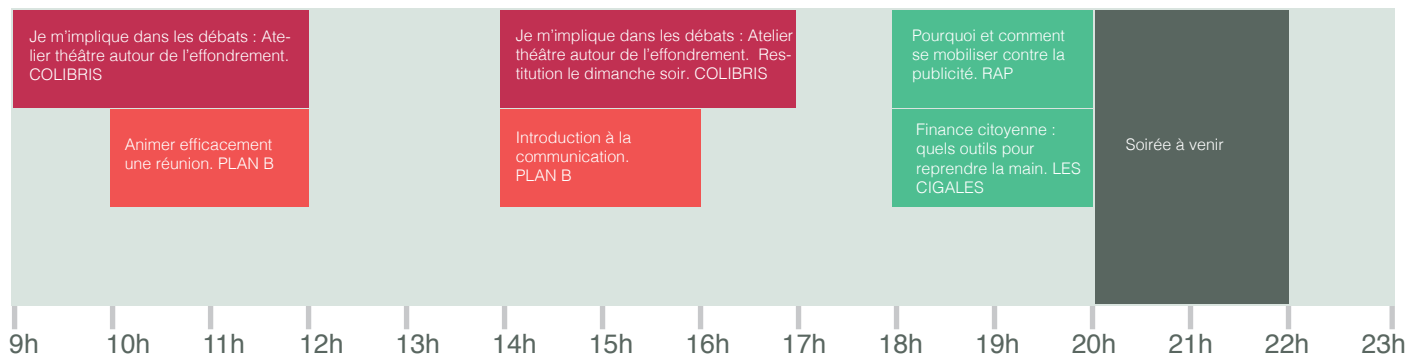 Je m’implique dans les débats : Ate-
lier théâtre autour de l’effondrement.
COLIBRIS
Je m’implique dans les débats : Atelier
théâtre autour de l’effondrement.  Res-
titution le dimanche soir. COLIBRIS
Pourquoi et comment
se mobiliser contre la
publicité. RAP
Animer efficacement
une réunion. PLAN B
Introduction à la
communication.
PLAN B
Finance citoyenne :
quels outils pour
reprendre la main. LES
CIGALES
Soirée à venir
9h 10h 11h 12h 13h 14h 15h 16h 17h 18h 19h 20h 21h 22h 23h